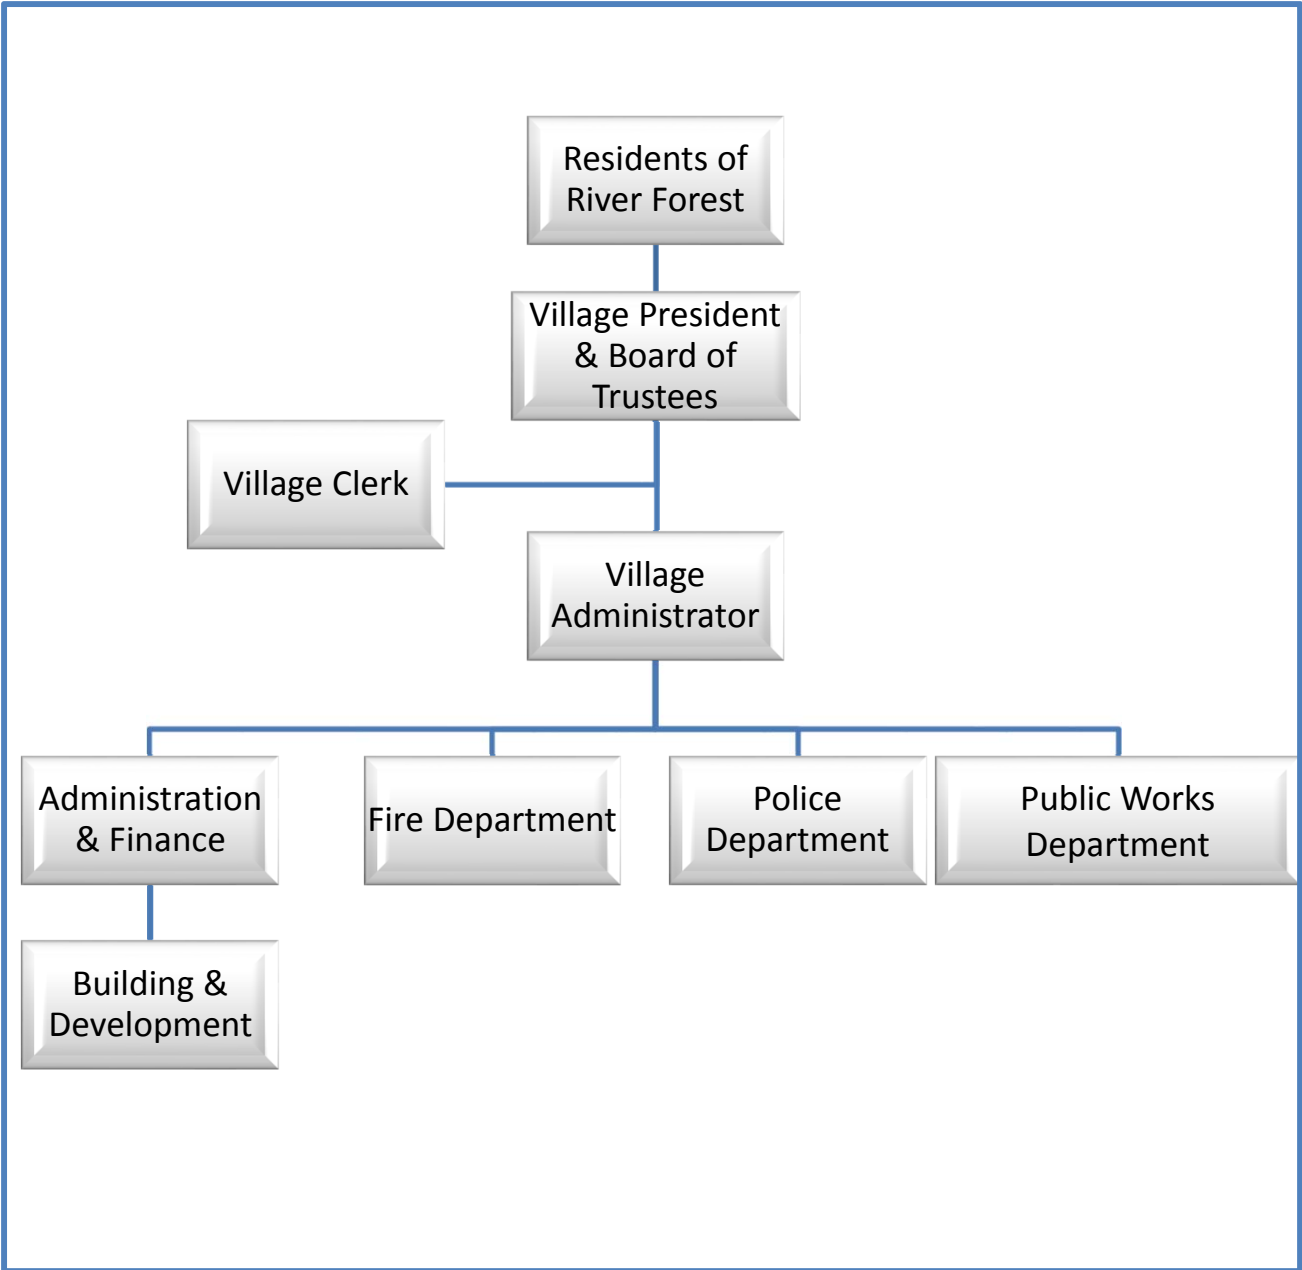 Residents of
River Forest
Village President
& Board of
Trustees
Village Clerk
Village
Administrator
Administration
& Finance
Fire Department
Police
Department
Public Works
Department
Building &
Development